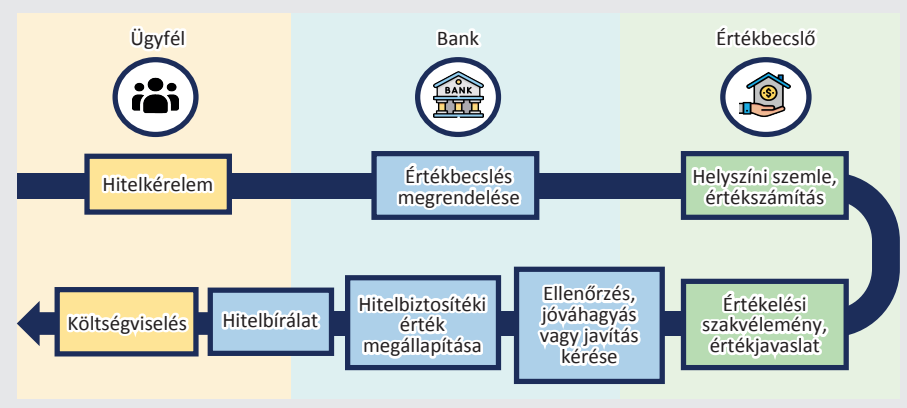 Ügyfél
Bank
Értékbecslő
BANK
Hitelkérelem
Értékbecslés
megrendelése
Helyszíni szemle,
értékszámítás
Költségviselés
Hitelbírálat
Hitelbiztosítéki
érték
megállapítása
Ellenőrzés,
jóváhagyás
vagy javítás
kérése
Értékelési
szakvélemény,
értékjavaslat